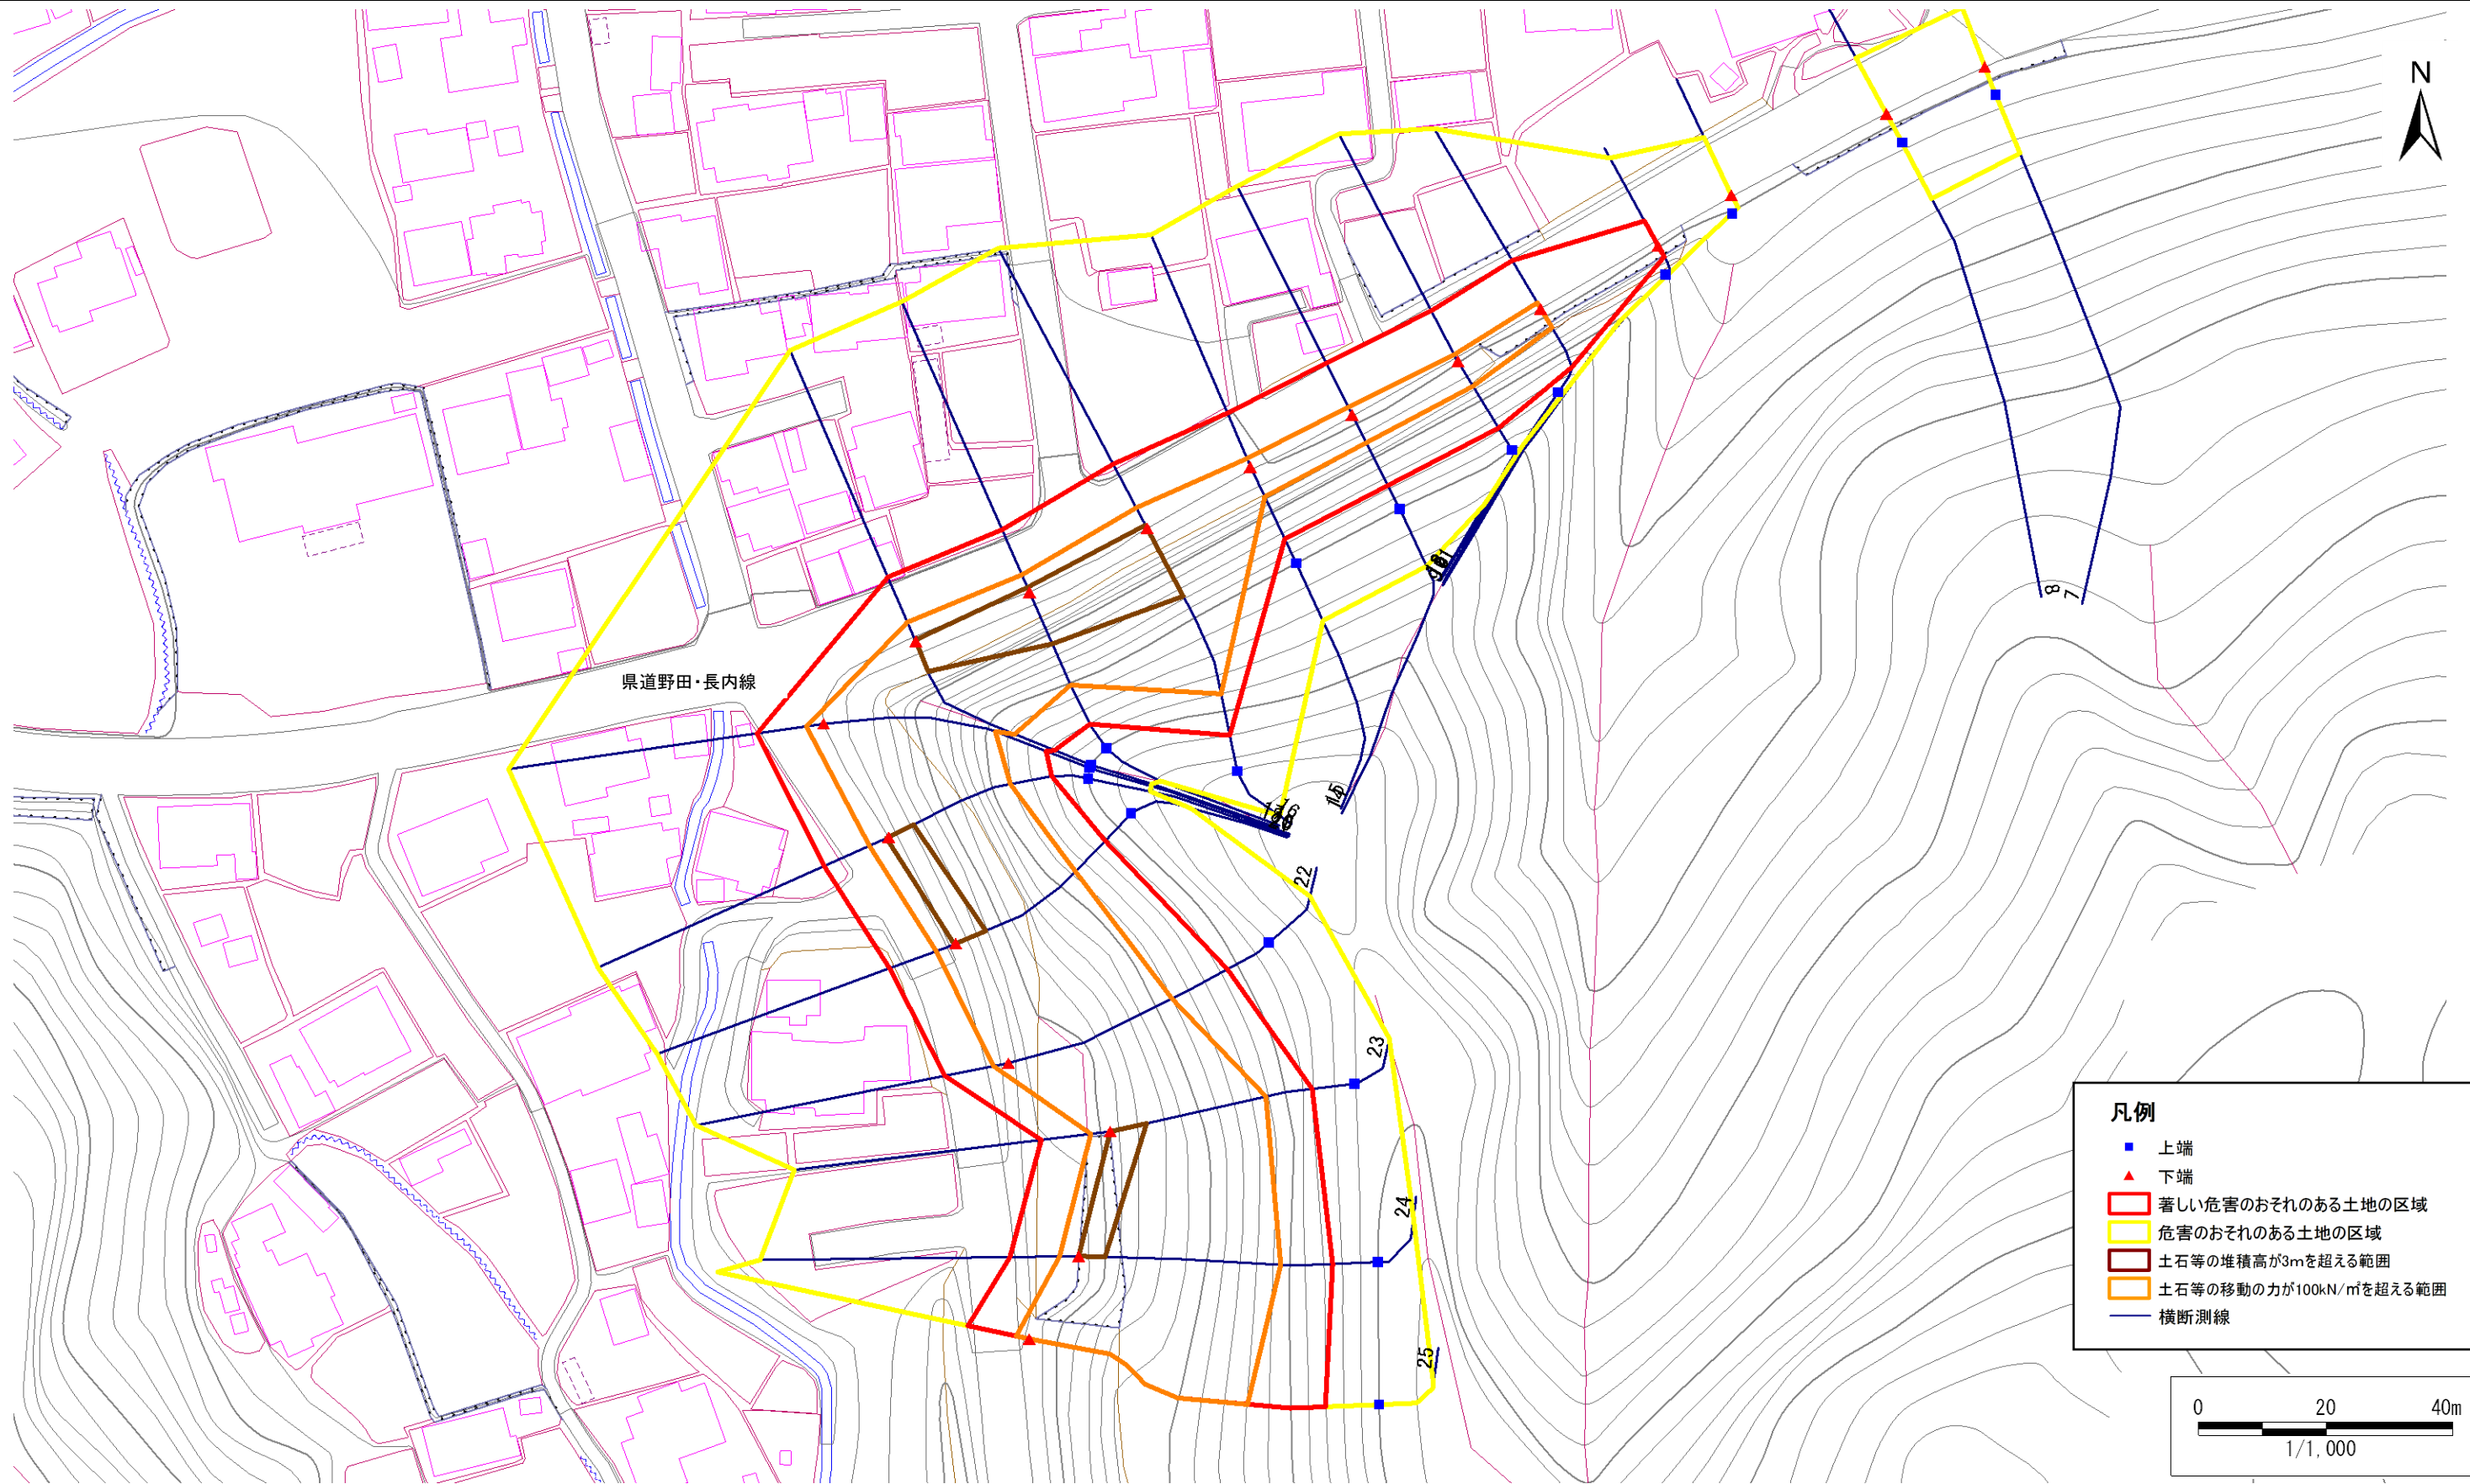 N
県道野田・長内線
8
7
22
23
24
25
凡例
上端
下端
著しい危害のおそれのある土地の区域
危害のおそれのある土地の区域
土石等の堆積高が3mを超える範囲
土石等の移動の力が100kN/㎡を超える範囲
横断測線
0 20 40m
1/1,000